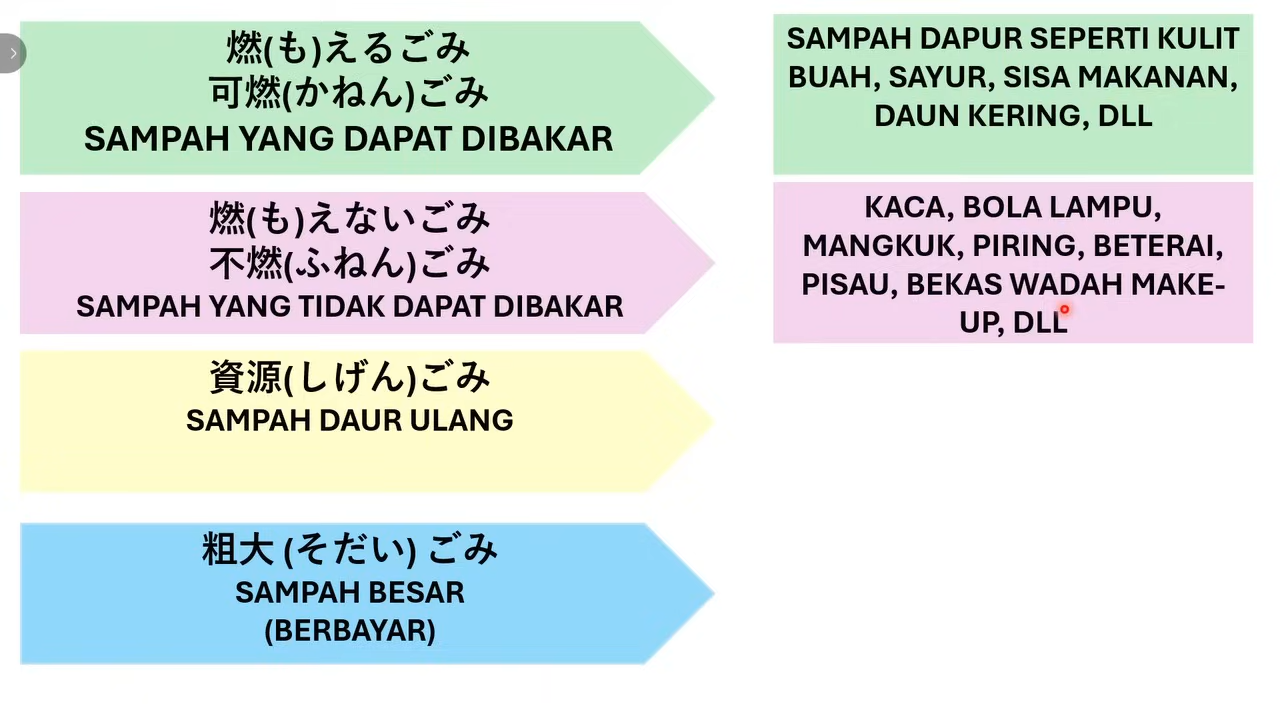 燃(も)えるごみ
可燃(かねん)ごみ
SAMPAH YANG DAPAT DIBAKAR
SAMPAH DAPUR SEPERTI KULIT
BUAH, SAYUR, SISA MAKANAN,
DAUN KERING, DLL
燃(も)えないごみ
不燃(ふねん)ごみ
SAMPAH YANG TIDAK DAPAT DIBAKAR
KACA, BOLA LAMPU,
MANGKUK, PIRING, BETERAI,
PISAU, BEKAS WADAH MAKE-
UP, DLL
資源(しげん)ごみ
SAMPAH DAUR ULANG
粗大 (そだい) ごみ
SAMPAH BESAR
(BERBAYAR)